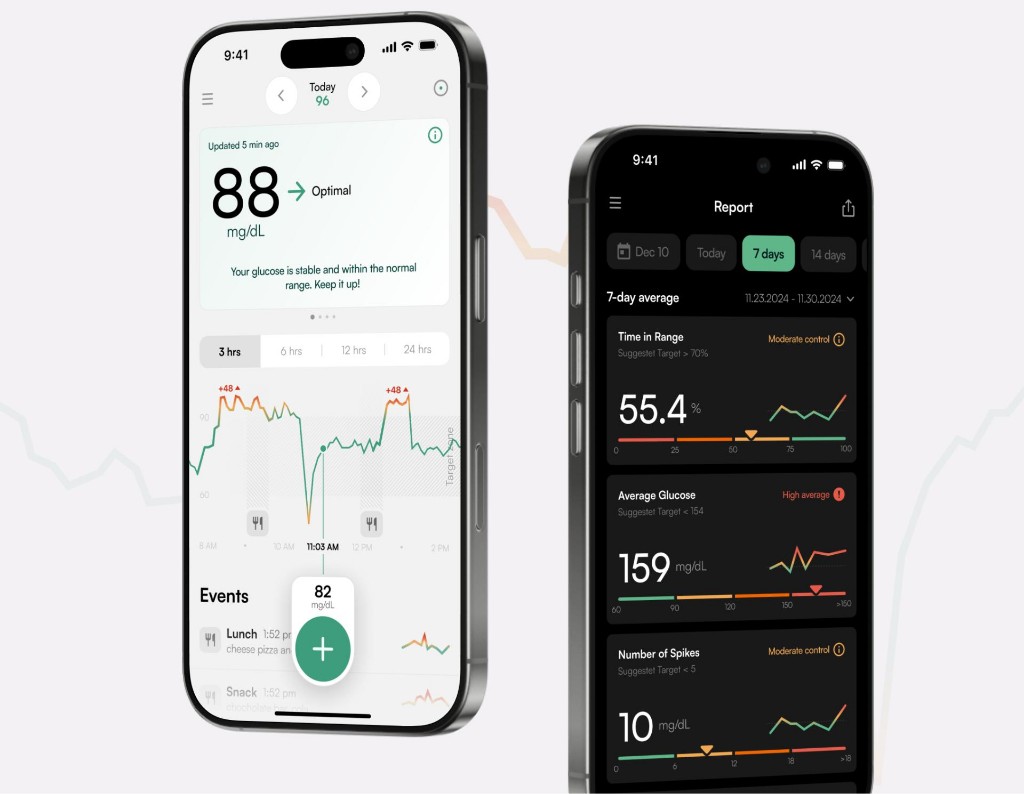 9:41
Today
96
Updated 5 min ago
88
Optimal
mg/dL
Your glucose is stable and within the normal
range. Keep it up!
3 hrs
6 hrs
12 hrs
24 hrs
+48
+48
90
60
Target zone
8 AM
10 AM
11:03 AM
12 PM
2 PM
82
mg/dL
Events
Lunch 1:52 pm
cheese pizza an
Snack 1:52 pm
9:41
Report
Dec 10
Today
7 days
14 days
7-day average
11.23.2024 - 11.30.2024
Time in Range
Moderate control
Suggestet Target > 70%
55.4 %
0 25 50 75 100
Average Glucose
High average
Suggestet Target < 154
159 mg/dL
60 90 120 150 >150
Number of Spikes
Moderate control
Suggestet Target < 5
10 mg/dL
0 6 12 18 >18